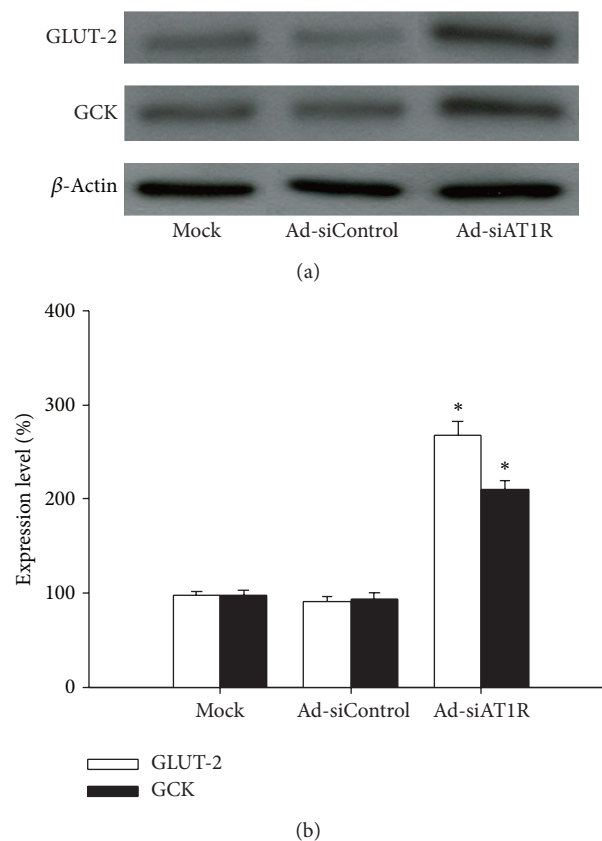 GLUT-2
GCK
β-Actin
Mock Ad-siControl Ad-siAT1R
(a)
400
300
200
100
0
Expression level (%)
*
*
Mock Ad-siControl Ad-siAT1R
GLUT-2
GCK
(b)